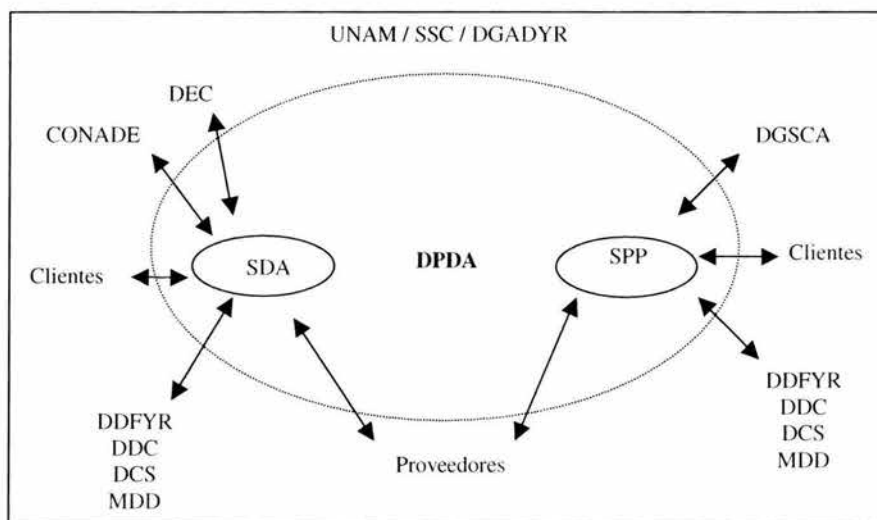 UNAM / SSC / DGADYR
DEC
CONADE
DGSCA
Clientes
SDA
DPDA
SPP
Clientes
DDFYR
DDC
DCS
MDD
Proveedores
DDFYR
DDC
DCS
MDD